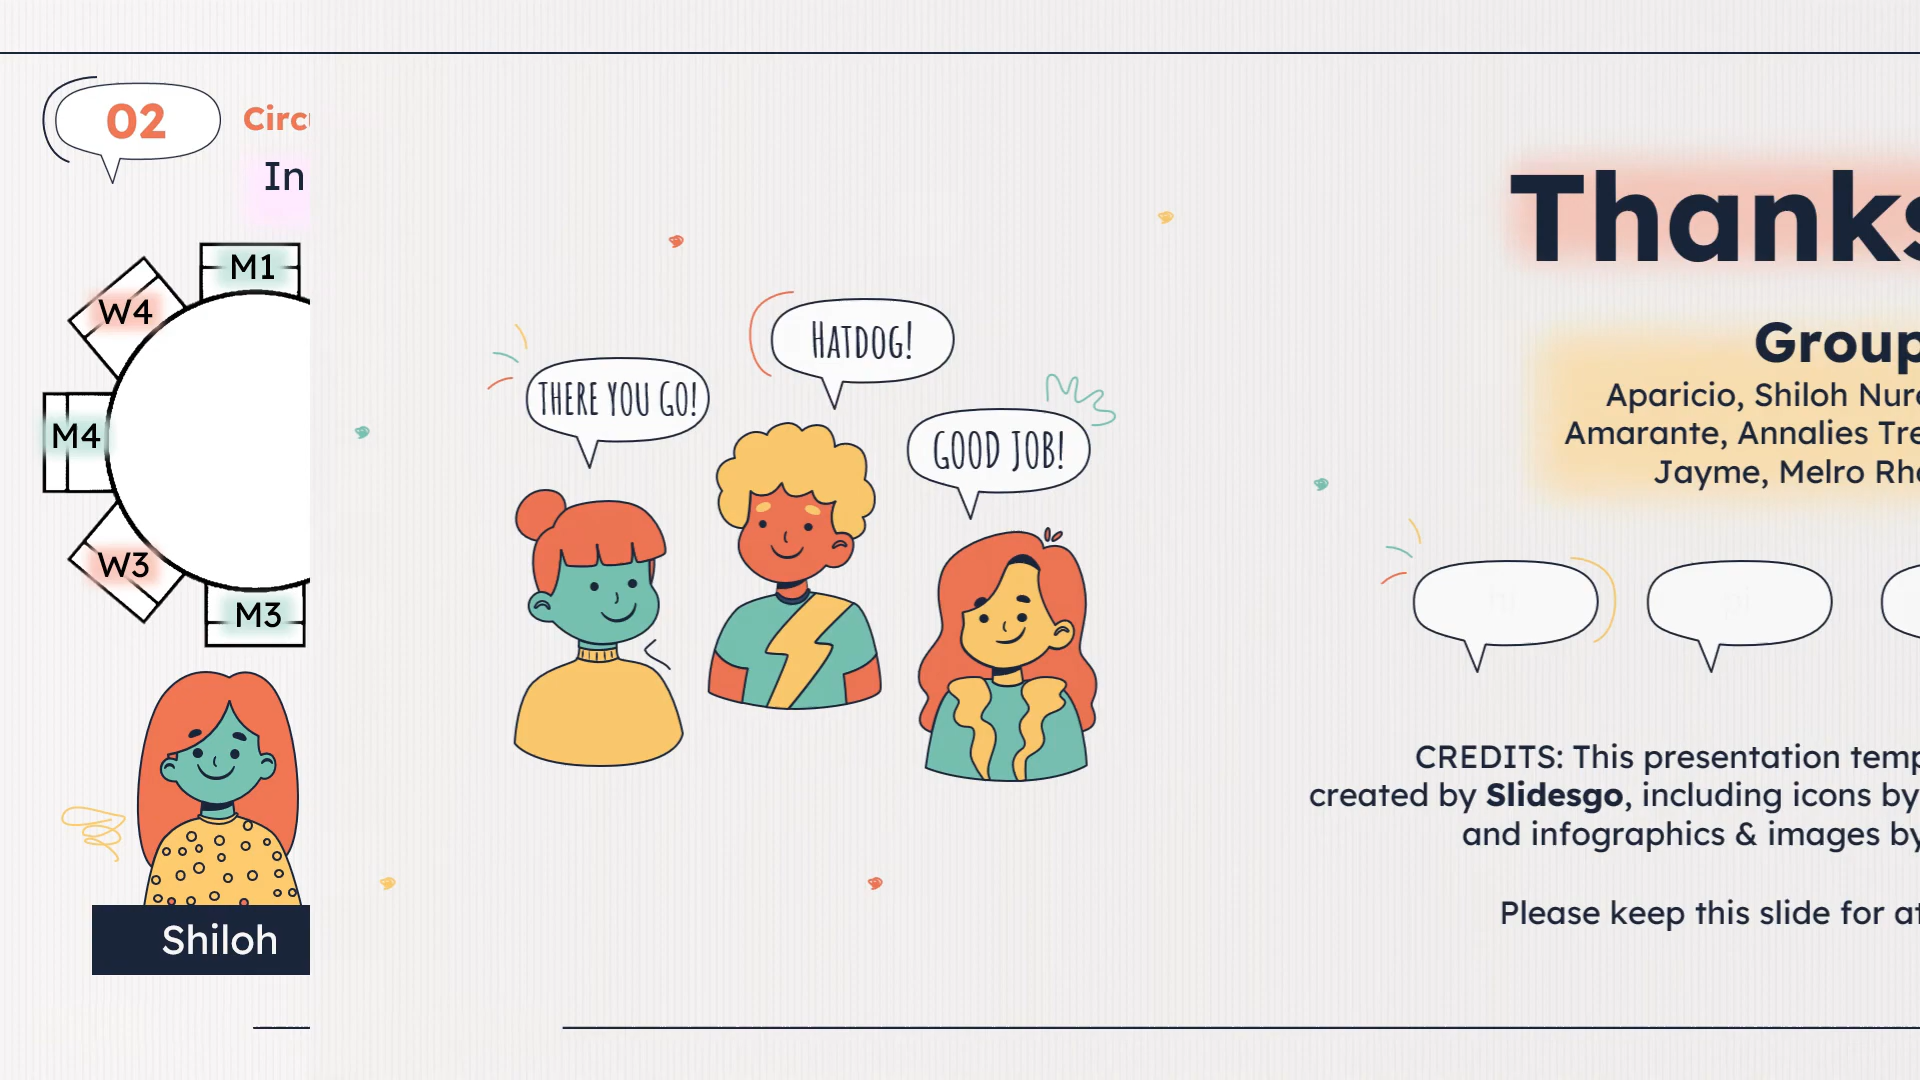 02
Circ
In
M1
W4
M4
W3
M3
Shiloh
THERE YOU GO!
HATDOG!
GOOD JOB!
Thanks
Group
Aparicio, Shiloh Nure
Amarante, Annalies Tre
Jayme, Melro Rho
CREDITS: This presentation temp
created by Slidesgo, including icons by
and infographics & images by
Please keep this slide for at